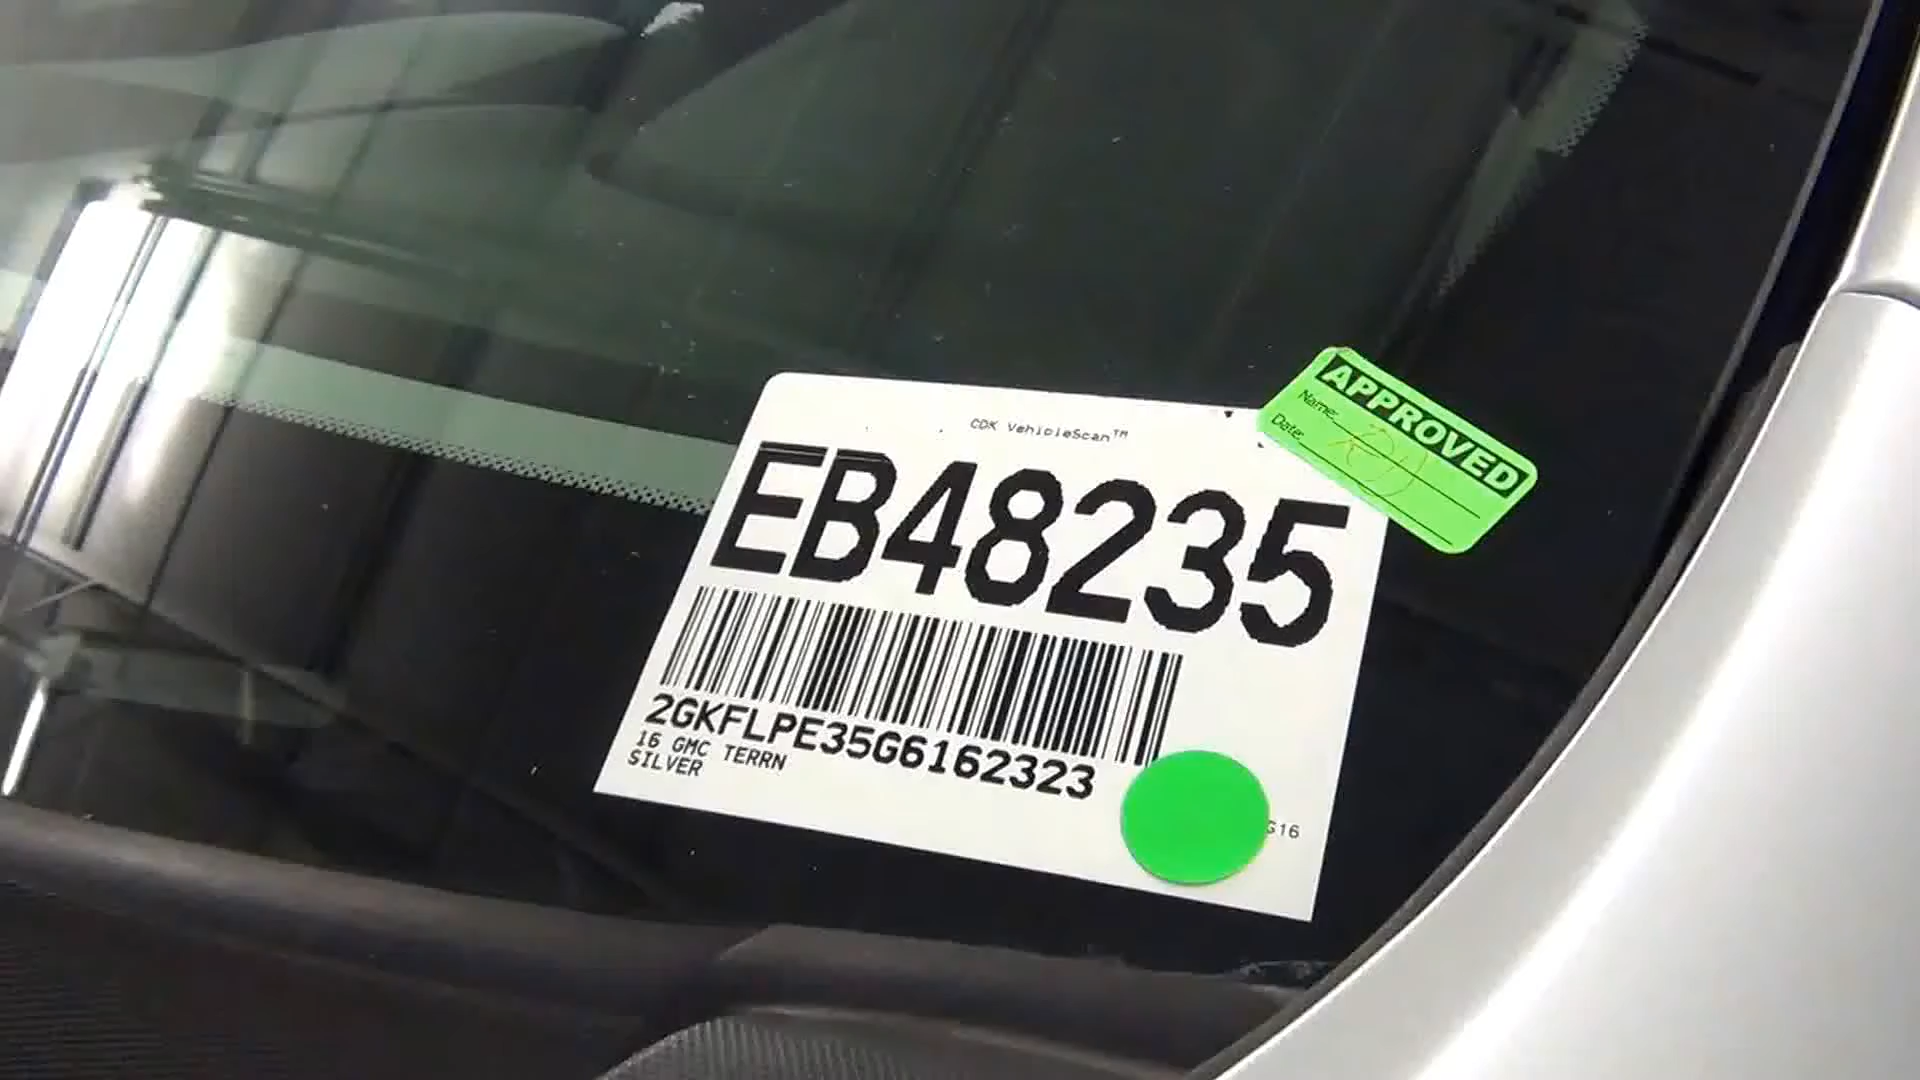 CDK VehicleScan™
APPROVED
Name:
Date:
EB48235
2GKFLPE35G6162323
16 GMC TERRN
SILVER
G16